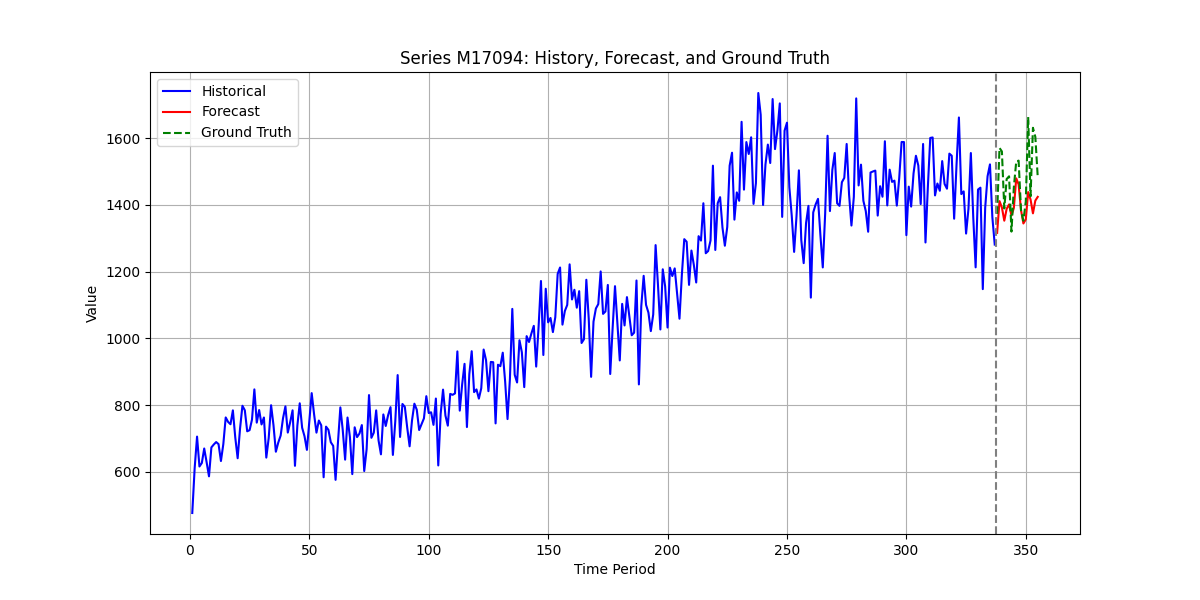 Series M17094: History, Forecast, and Ground Truth
Historical
Forecast
Ground Truth
1600
1400
1200
1000
800
600
Value
0 50 100 150 200 250 300 350
Time Period